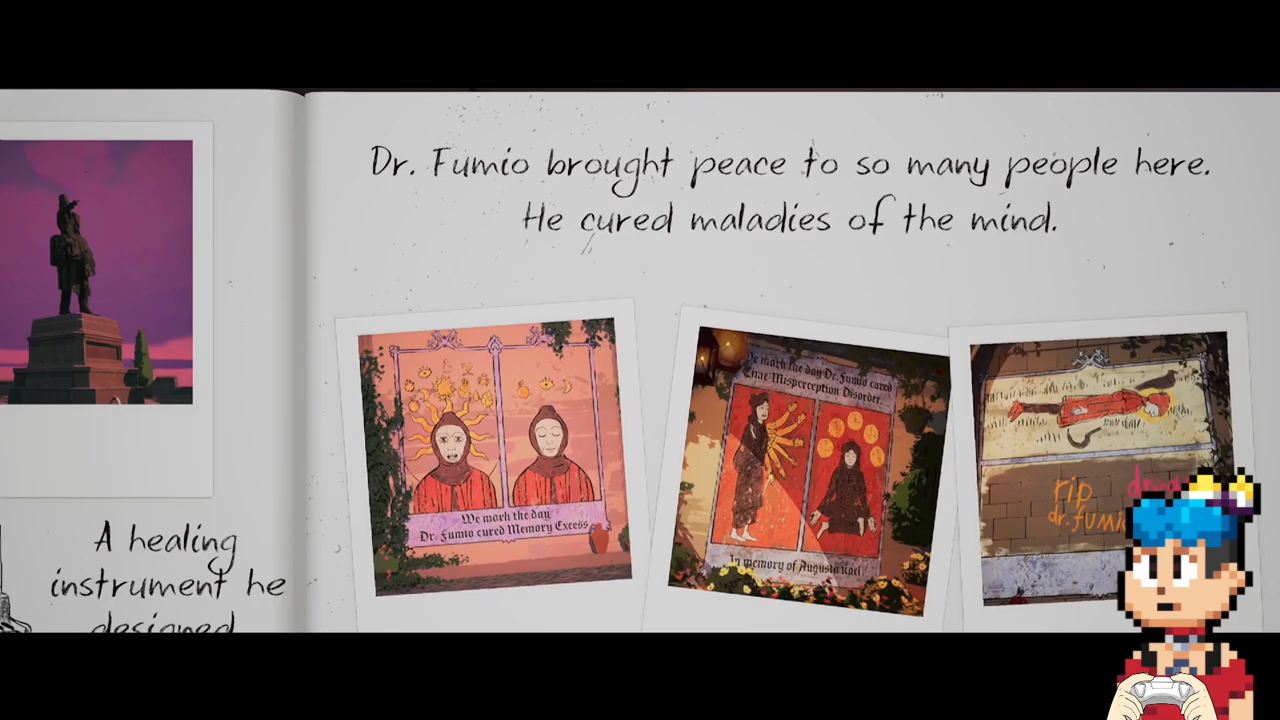 Dr. Fumio brought peace to so many people here.
He cured maladies of the mind.
A healing
instrument he
designed
We mark the day
Dr. Fumio cured Memory Excess
We mark the day Dr. Fumio cured
Misperception Disorder.
In memory of Augusta
rip
dr. fumi